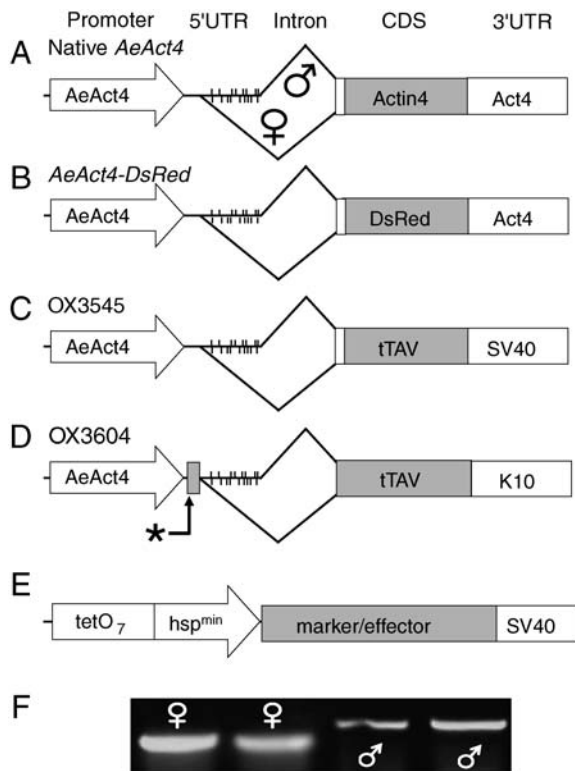 Promoter 5'UTR Intron CDS 3'UTR
A Native AeAct4
AeAct4 ♂ ♀ Actin4 Act4
B AeAct4-DsRed
AeAct4 DsRed Act4
C OX3545
AeAct4 tTAV SV40
D OX3604
AeAct4 tTAV K10
*
E
tetO₇ hspᵐⁱⁿ marker/effector SV40
F ♀ ♀ ♂ ♂